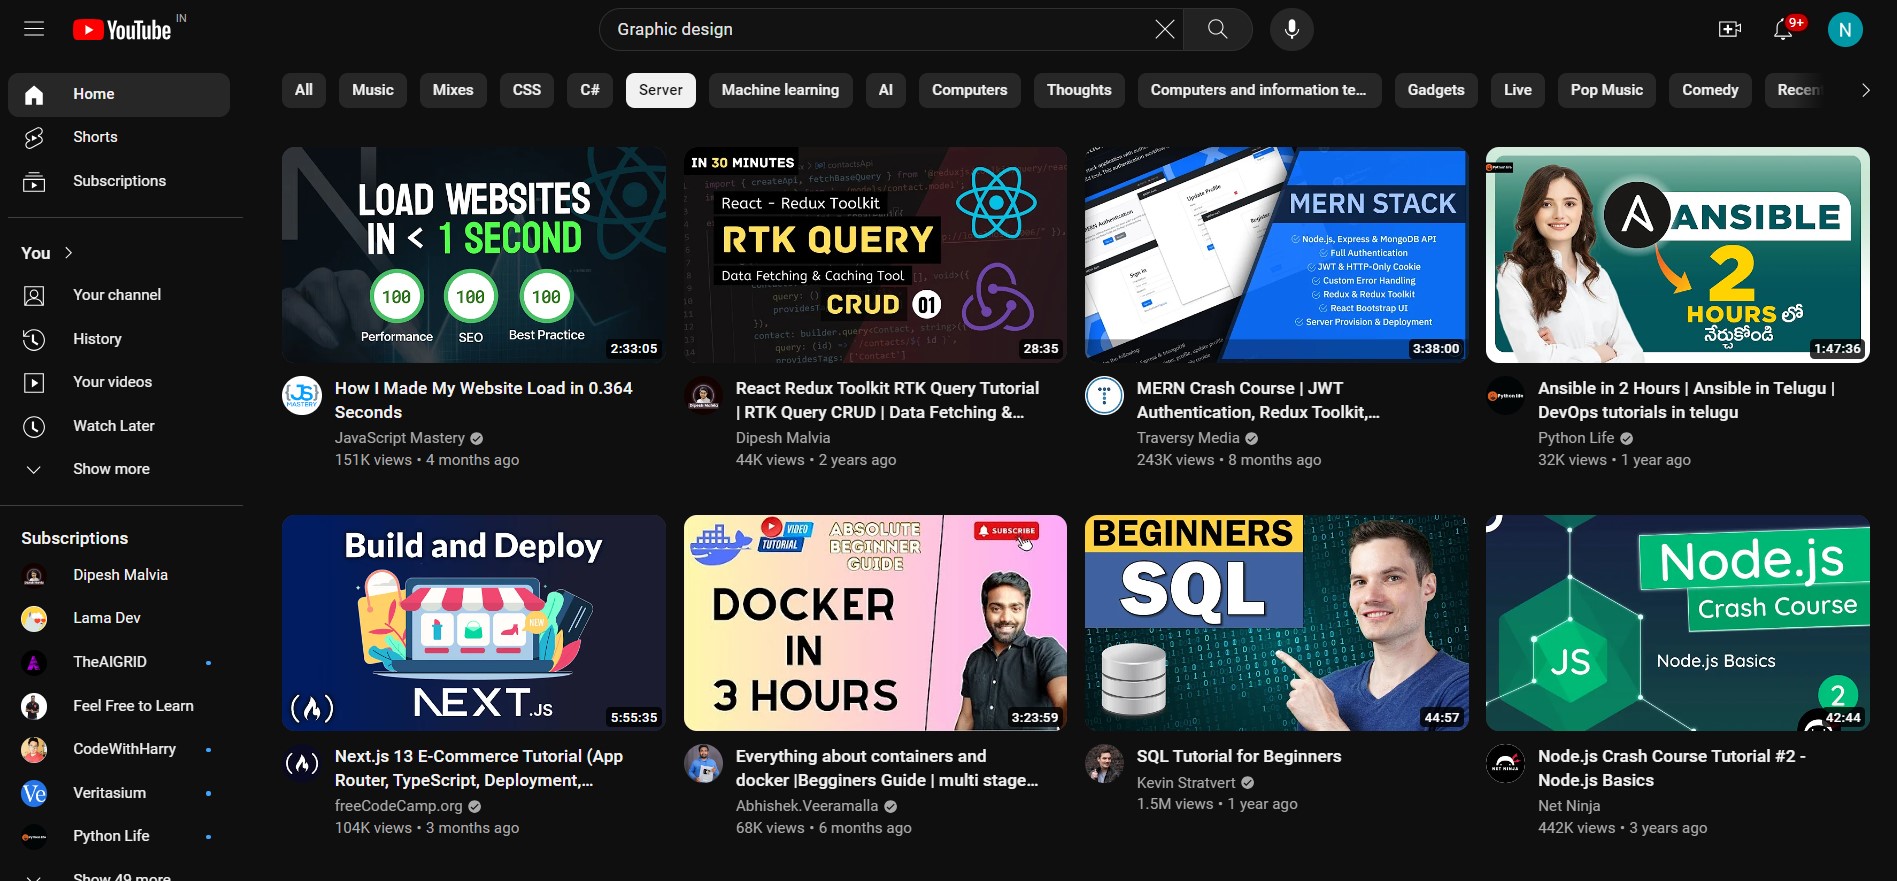 YouTube IN
Graphic design
9+
N
Home
Shorts
Subscriptions
You
Your channel
History
Your videos
Watch Later
Show more
Subscriptions
Dipesh Malvia
Lama Dev
TheAIGRID
Feel Free to Learn
CodeWithHarry
Veritasium
Python Life
Show 49 more
All Music Mixes CSS C# Server Machine learning AI Computers Thoughts Computers and information te... Gadgets Live Pop Music Comedy
LOAD WEBSITES
IN < 1 SECOND
100 100 100
Performance SEO Best Practice
2:33:05
How I Made My Website Load in 0.364
Seconds
JavaScript Mastery
151K views • 4 months ago
IN 30 MINUTES
React - Redux Toolkit
RTK QUERY
Data Fetching & Caching Tool
CRUD 01
28:35
React Redux Toolkit RTK Query Tutorial
| RTK Query CRUD | Data Fetching &...
Dipesh Malvia
44K views • 2 years ago
Update Profile
Register
Sign In
MERN STACK
Node.js, Express & MongoDB API
Full Authentication
JWT & HTTP-Only Cookie
Custom Error Handling
Redux & Redux Toolkit
React Bootstrap UI
Server Provision & Deployment
3:38:00
MERN Crash Course | JWT
Authentication, Redux Toolkit,...
Traversy Media
243K views • 8 months ago
ANSIBLE
2
HOURS లో
నేర్చుకోండి
1:47:36
Ansible in 2 Hours | Ansible in Telugu |
DevOps tutorials in telugu
Python Life
32K views • 1 year ago
Build and Deploy
NEW
NEXT.JS
5:55:35
Next.js 13 E-Commerce Tutorial (App
Router, TypeScript, Deployment,...
freeCodeCamp.org
104K views • 3 months ago
VIDEO
TUTORIAL
ABSOLUTE
BEGINNER
GUIDE
SUBSCRIBE
DOCKER
IN
3 HOURS
3:23:59
Everything about containers and
docker |Begginers Guide | multi stage...
Abhishek.Veeramalla
68K views • 6 months ago
BEGINNERS
SQL
44:57
SQL Tutorial for Beginners
Kevin Stratvert
1.5M views • 1 year ago
Node.js
Crash Course
JS
Node.js Basics
2
42:44
Node.js Crash Course Tutorial #2 -
Node.js Basics
Net Ninja
442K views • 3 years ago